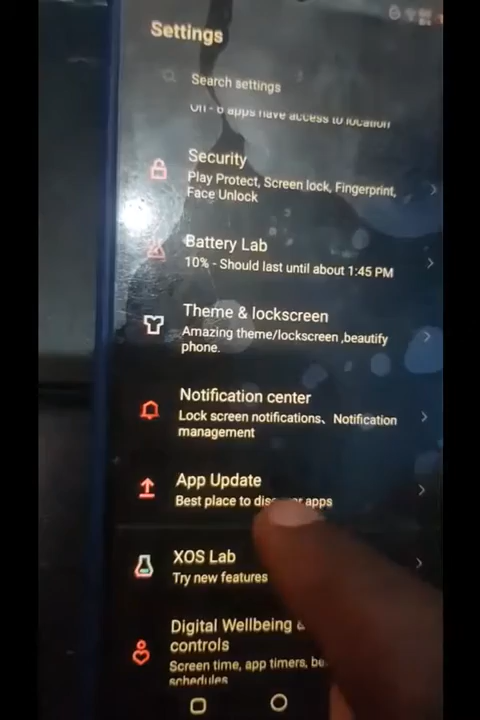 Settings
Search settings
Off - 6 apps have access to location
Security
Play Protect, Screen lock, Fingerprint,
Face Unlock
Battery Lab
10% - Should last until about 1:45 PM
Theme & lockscreen
Amazing theme/lockscreen ,beautify
phone.
Notification center
Lock screen notifications、Notification
management
App Update
Best place to discover apps
XOS Lab
Try new features
Digital Wellbeing &
controls
Screen time, app timers,
schedules